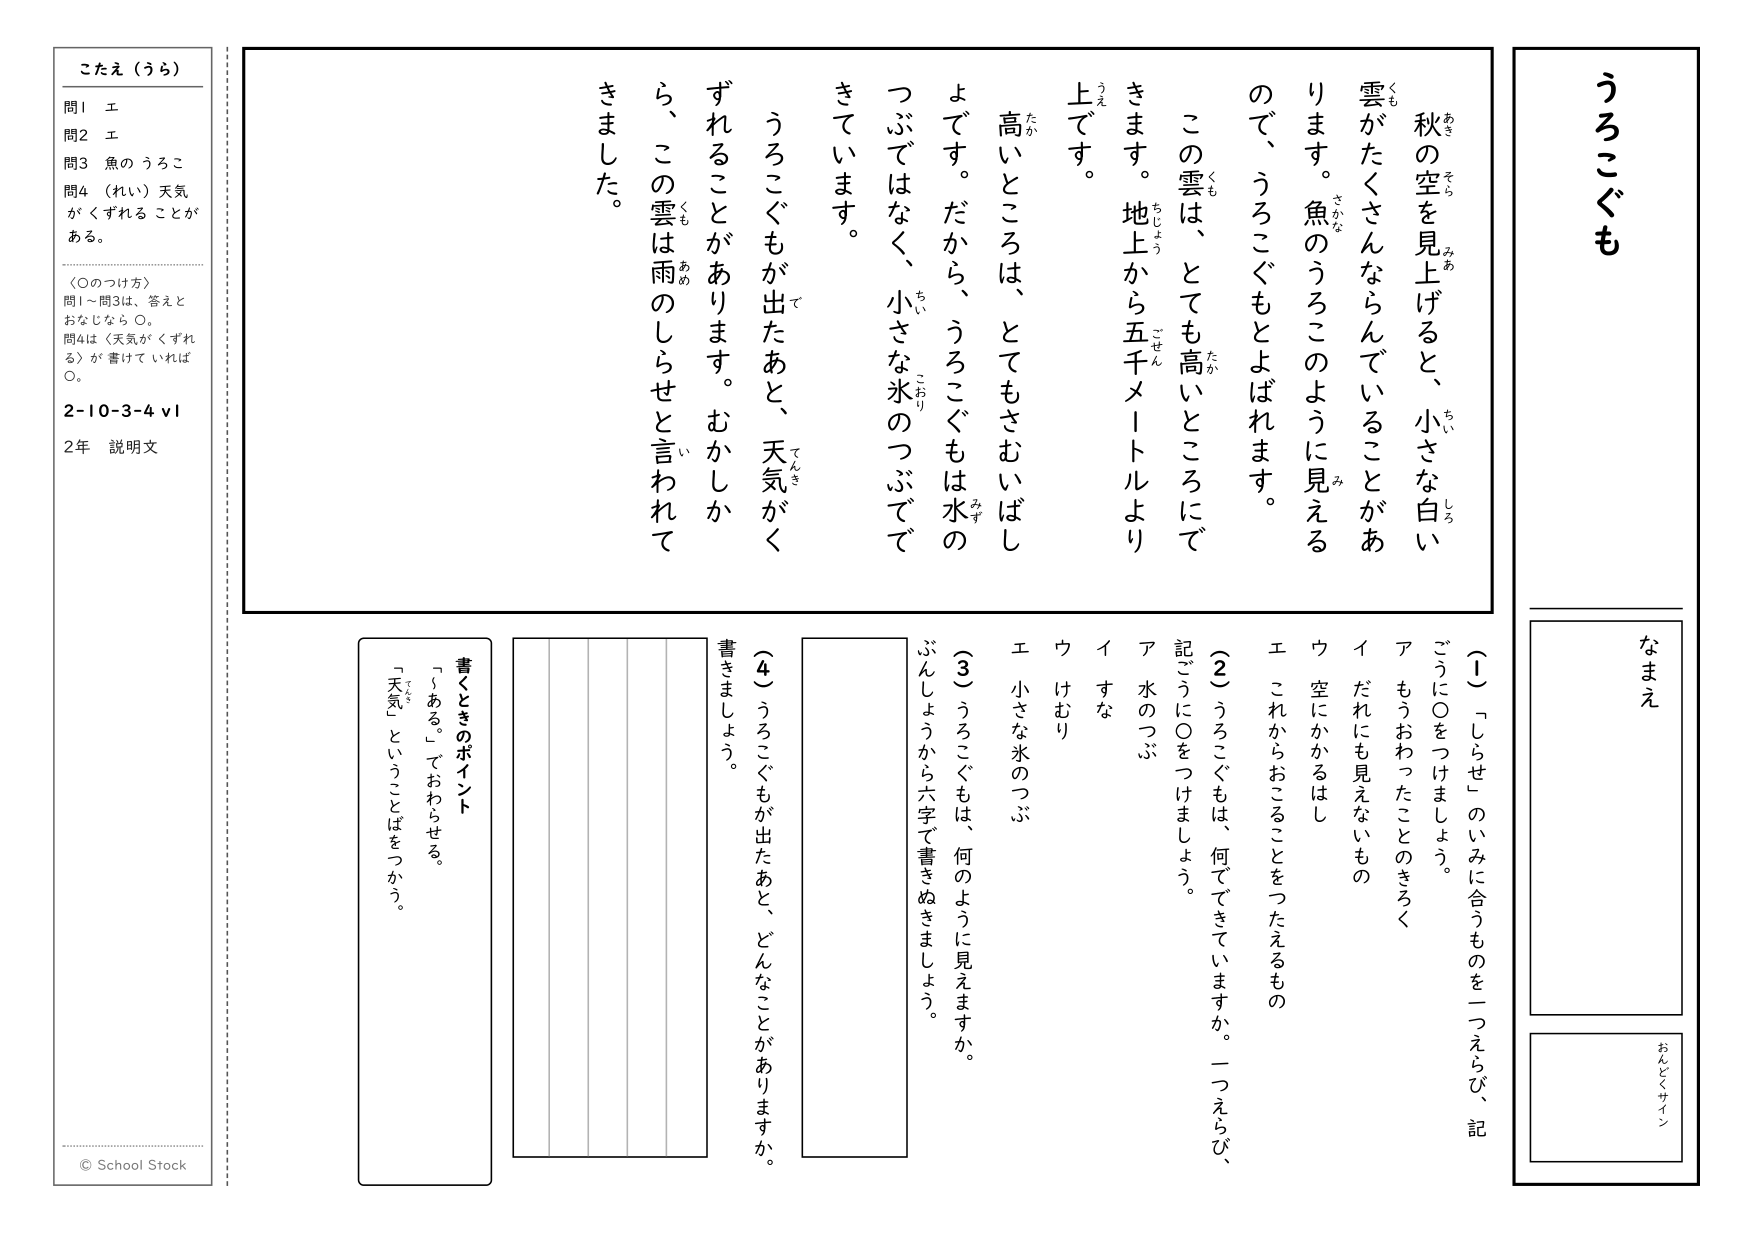 うろこぐも
なまえ
おんどくサイン
秋の空を見上げると、小さな白い
雲がたくさんならんでいることがあ
ります。魚のうろこのように見える
ので、うろこぐもとよばれます。
この雲は、とても高いところにで
きます。地上から五千メートルより
上です。
高いところは、とてもさむいばし
ょです。だから、うろこぐもは水の
つぶではなく、小さな氷のつぶでで
きています。
うろこぐもが出たあと、天気がく
ずれることがあります。むかしか
ら、この雲は雨のしらせと言われて
きました。
(1)「しらせ」のいみに合うものを一つえらび、記
ごうに○をつけましょう。
ア もうおわったことのきろく
イ だれにも見えないもの
ウ 空にかかるはし
エ これからおこることをつたえるもの
(2)うろこぐもは、何でできていますか。一つえらび、
記ごうに○をつけましょう。
ア 水のつぶ
イ すな
ウ けむり
エ 小さな氷のつぶ
(3)うろこぐもは、何のように見えますか。
ぶんしょうから六字で書きぬきましょう。
(4)うろこぐもが出たあと、どんなことがありますか。
書きましょう。
書くときのポイント
「～ある。」でおわらせる。
「天気」ということばをつかう。
こたえ（うら）
問1 エ
問2 エ
問3 魚の うろこ
問4 （れい）天気
が くずれる ことが
ある。
〈○のつけ方〉
問1～問3は、答えと
おなじなら ○。
問4は〈天気が くずれ
る〉が 書けて いれば
○。
2-10-3-4 v1
2年 説明文
© School Stock